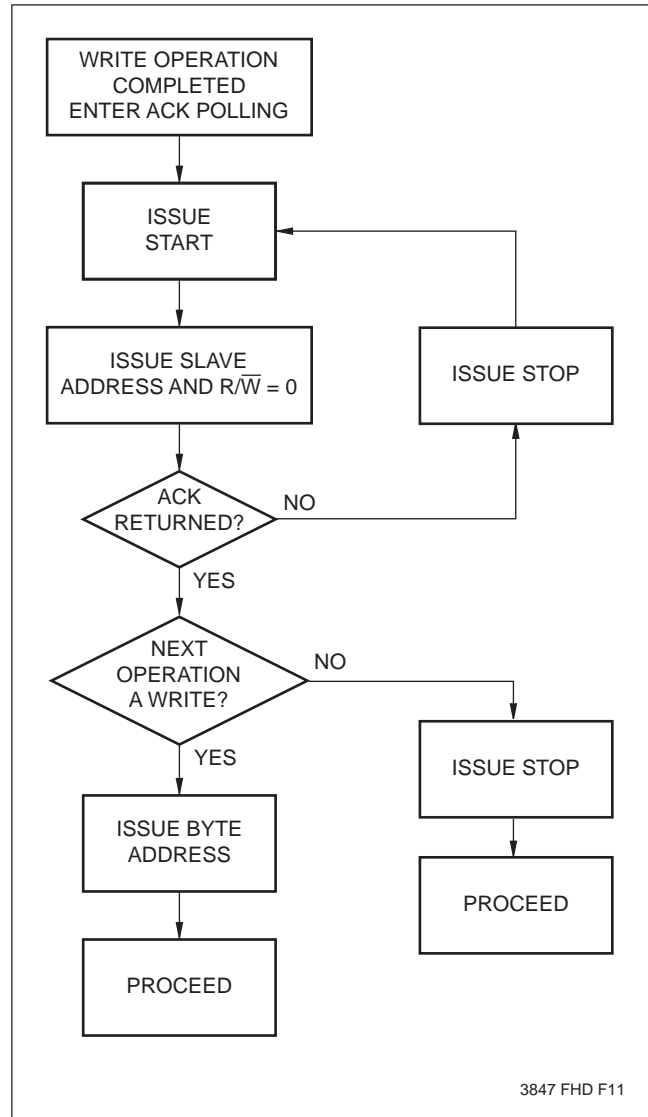 WRITE OPERATION
COMPLETED
ENTER ACK POLLING
ISSUE
START
ISSUE SLAVE
ADDRESS AND R/W̅ = 0
ISSUE STOP
ACK
RETURNED?
NO
YES
NEXT
OPERATION
A WRITE?
NO
YES
ISSUE STOP
ISSUE BYTE
ADDRESS
PROCEED
PROCEED
3847 FHD F11